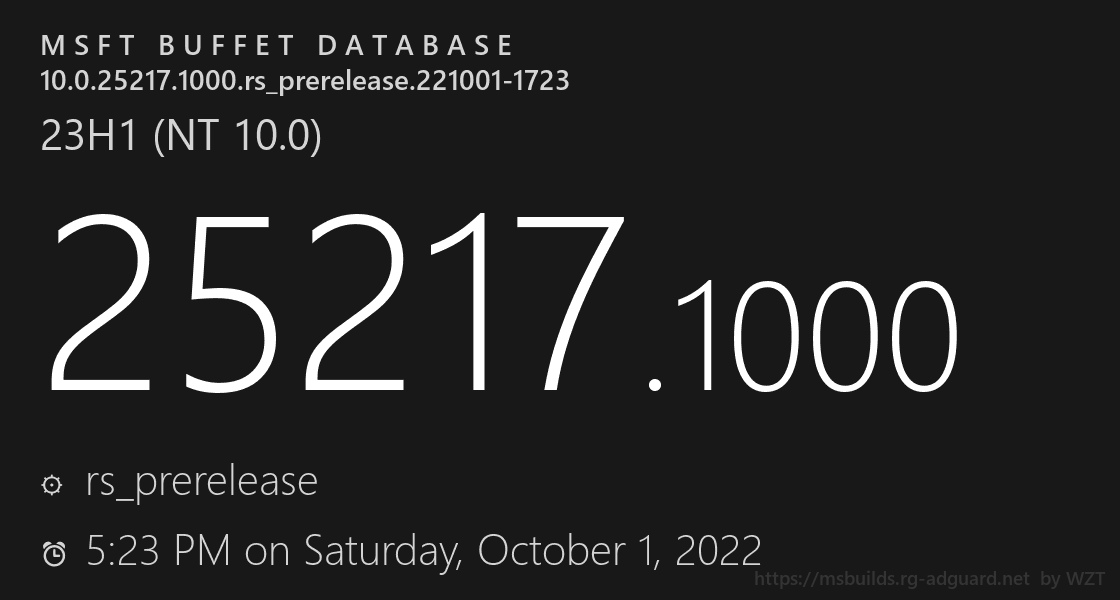 MSFT BUFFET DATABASE
10.0.25217.1000.rs_prerelease.221001-1723
23H1 (NT 10.0)
25217.1000
rs_prerelease
5:23 PM on Saturday, October 1, 2022
https://msbuilds.rg-adguard.net by WZT